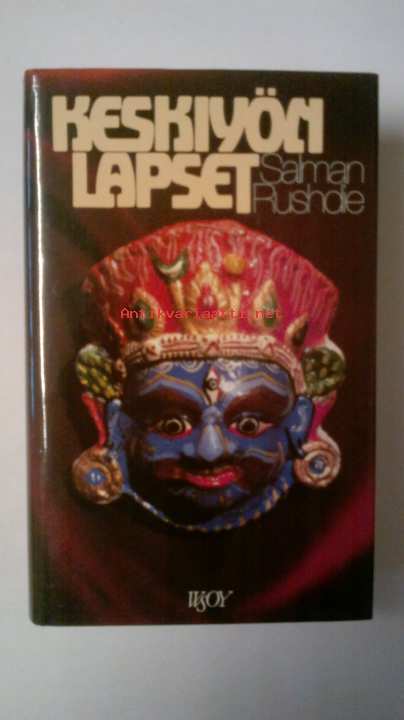 KESKIYÖN
LAPSET
Salman
Rushdie
Antikvariaatti.net
WSOY